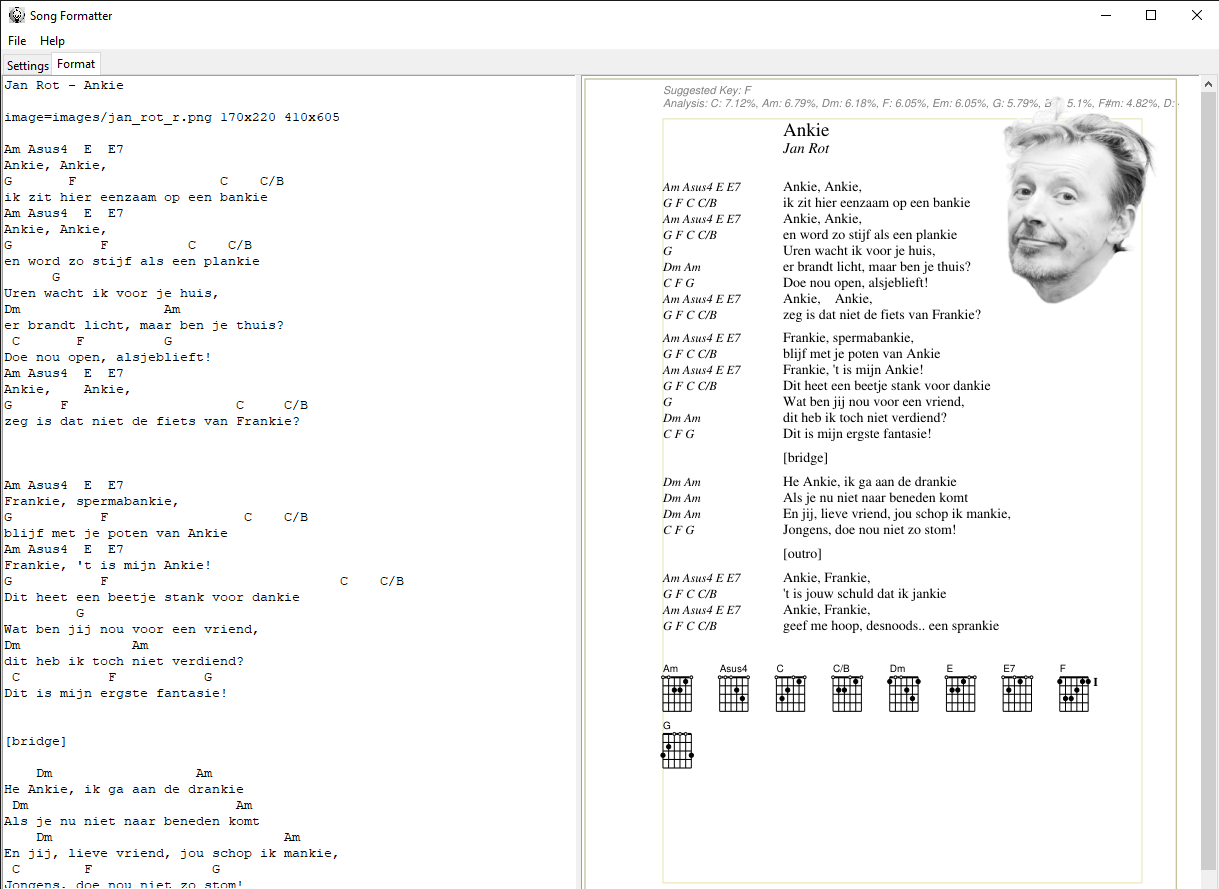 Song Formatter
File Help
Settings Format
Jan Rot - Ankie
image=images/jan_rot_r.png 170x220 410x605
Am Asus4 E E7
Ankie, Ankie,
G F C C/B
ik zit hier eenzaam op een bankie
Am Asus4 E E7
Ankie, Ankie,
G F C C/B
en word zo stijf als een plankie
G
Uren wacht ik voor je huis,
Dm Am
er brandt licht, maar ben je thuis?
C F G
Doe nou open, alsjeblieft!
Am Asus4 E E7
Ankie, Ankie,
G F C C/B
zeg is dat niet de fiets van Frankie?
Am Asus4 E E7
Frankie, spermabankie,
G F C C/B
blijf met je poten van Ankie
Am Asus4 E E7
Frankie, 't is mijn Ankie!
G F C C/B
Dit heet een beetje stank voor dankie
G
Wat ben jij nou voor een vriend,
Dm Am
dit heb ik toch niet verdiend?
C F G
Dit is mijn ergste fantasie!
[bridge]
Dm Am
He Ankie, ik ga aan de drankie
Dm Am
Als je nu niet naar beneden komt
Dm Am
En jij, lieve vriend, jou schop ik mankie,
C F G
Jongens, doe nou niet zo stom!
Suggested Key: F
Analysis: C: 7.12%, Am: 6.79%, Dm: 6.18%, F: 6.05%, Em: 6.05%, G: 5.79%, 5.1%, F#m: 4.82%, D:
Ankie
Jan Rot
Am Asus4 E E7 Ankie, Ankie,
G F C C/B ik zit hier eenzaam op een bankie
Am Asus4 E E7 Ankie, Ankie,
G F C C/B en word zo stijf als een plankie
G Uren wacht ik voor je huis,
Dm Am er brandt licht, maar ben je thuis?
C F G Doe nou open, alsjeblieft!
Am Asus4 E E7 Ankie, Ankie,
G F C C/B zeg is dat niet de fiets van Frankie?
Am Asus4 E E7 Frankie, spermabankie,
G F C C/B blijf met je poten van Ankie
Am Asus4 E E7 Frankie, 't is mijn Ankie!
G F C C/B Dit heet een beetje stank voor dankie
G Wat ben jij nou voor een vriend,
Dm Am dit heb ik toch niet verdiend?
C F G Dit is mijn ergste fantasie!
[bridge]
Dm Am He Ankie, ik ga aan de drankie
Dm Am Als je nu niet naar beneden komt
Dm Am En jij, lieve vriend, jou schop ik mankie,
C F G Jongens, doe nou niet zo stom!
[outro]
Am Asus4 E E7 Ankie, Frankie,
G F C C/B 't is jouw schuld dat ik jankie
Am Asus4 E E7 Ankie, Frankie,
G F C C/B geef me hoop, desnoods.. een sprankie
Am Asus4 C C/B Dm E E7 F
I
G